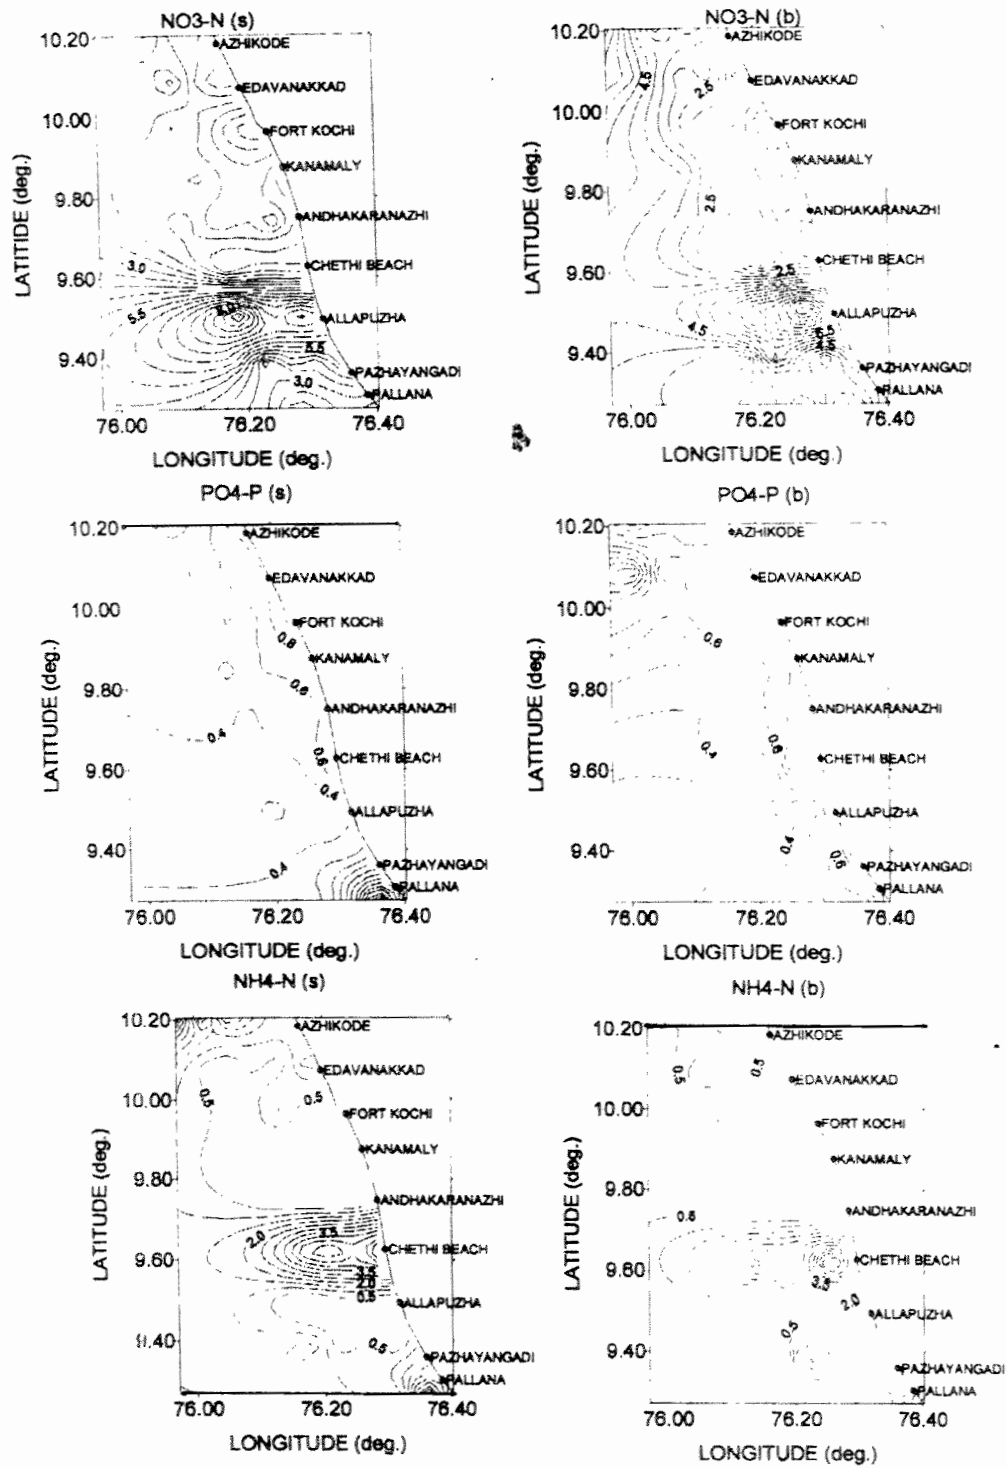 NO3-N (s)
10.20
AZHIKODE
EDAVANAKKAD
10.00
FORT KOCHI
KANAMALY
9.80
ANDHAKARANAZHI
3.0
CHETHI BEACH
9.60
5.5
ALLAPUZHA
5.5
9.40
PAZHAYANGADI
3.0
PALLANA
76.00 76.20 76.40
LATITIDE (deg.)
LONGITUDE (deg.)
NO3-N (b)
10.20
AZHIKODE
4.5
2.5
EDAVANAKKAD
10.00
FORT KOCHI
KANAMALY
9.80
2.5
ANDHAKARANAZHI
CHETHI BEACH
9.60
2.5
ALLAPUZHA
4.5
6.5
4.5
9.40
PAZHAYANGADI
PALLANA
76.00 76.20 76.40
LATITUDE (deg.)
LONGITUDE (deg.)
PO4-P (s)
10.20
AZHIKODE
EDAVANAKKAD
10.00
FORT KOCHI
0.8
KANAMALY
9.80
0.6
ANDHAKARANAZHI
0.4
0.6
CHETHI BEACH
9.60
0.4
ALLAPUZHA
9.40
0.4
PAZHAYANGADI
PALLANA
76.00 76.20 76.40
LATITUDE (deg.)
LONGITUDE (deg.)
PO4-P (b)
10.20
AZHIKODE
EDAVANAKKAD
10.00
FORT KOCHI
0.6
KANAMALY
9.80
ANDHAKARANAZHI
0.4
0.6
CHETHI BEACH
9.60
ALLAPUZHA
0.4
9.40
0.6
PAZHAYANGADI
PALLANA
76.00 76.20 76.40
LATITUDE (deg.)
LONGITUDE (deg.)
NH4-N (s)
10.20
AZHIKODE
EDAVANAKKAD
0.5
0.5
10.00
FORT KOCHI
KANAMALY
9.80
ANDHAKARANAZHI
2.0
3.5
CHETHI BEACH
9.60
3.5
2.0
0.5
ALLAPUZHA
9.40
0.5
PAZHAYANGADI
PALLANA
76.00 76.20 76.40
LATITUDE (deg.)
LONGITUDE (deg.)
NH4-N (b)
10.20
AZHIKODE
0.5
0.5
EDAVANAKKAD
10.00
FORT KOCHI
KANAMALY
9.80
0.5
ANDHAKARANAZHI
CHETHI BEACH
9.60
3.5
2.0
ALLAPUZHA
0.5
9.40
PAZHAYANGADI
PALLANA
76.00 76.20 76.40
LATITUDE (deg.)
LONGITUDE (deg.)